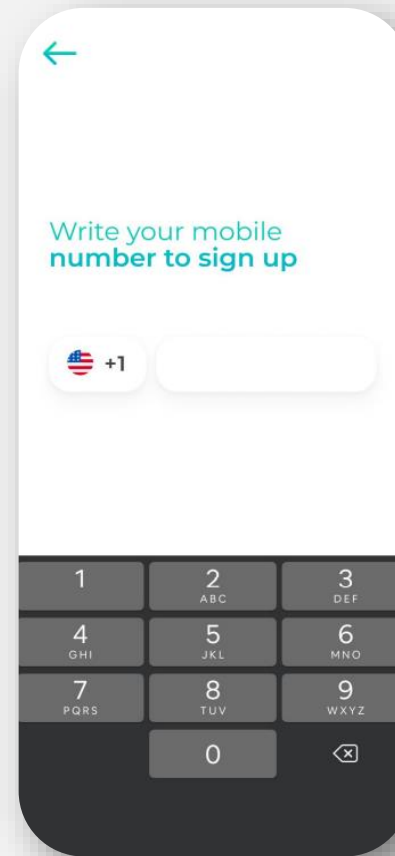 Write your mobile
number to sign up
+1
1 2 3
ABC DEF
4 5 6
GHI JKL MNO
7 8 9
PQRS TUV WXYZ
0